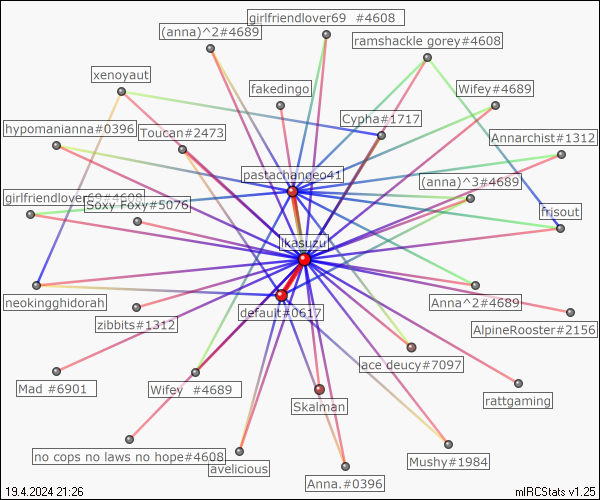 girlfriendlover69 #4608
(anna)^2#4689
ramshackle gorey#4608
xenoyaut
fakedingo
Wifey#4689
Cypha#1717
hypomanianna#0396
Toucan#2473
Annarchist#1312
pastachangeo41
(anna)^3#4689
girlfriendlover69#4608
Soxy Foxy#5076
frisout
ikasuzu
neokingghidorah
Anna^2#4689
default#0617
zibbits#1312
AlpineRooster#2156
ace deucy#7097
Mad #6901
Wifey #4689
rattgaming
Skalman
no cops no laws no hope#4608
avelicious
Mushy#1984
Anna.#0396
19.4.2024 21:26
mIRCStats v1.25